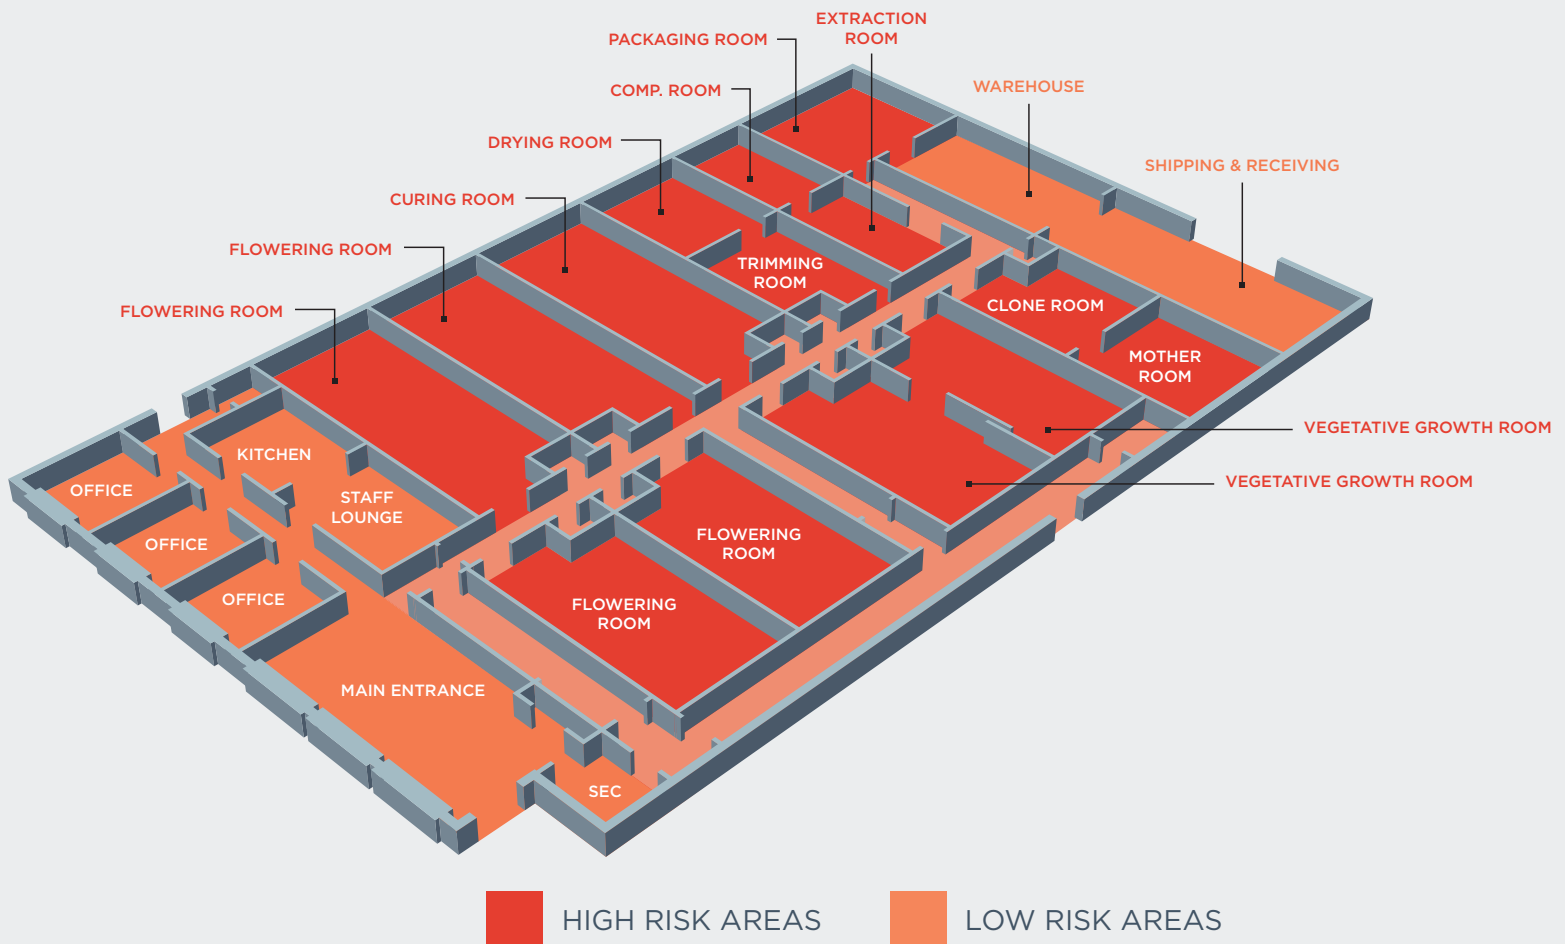 EXTRACTION
ROOM
PACKAGING ROOM
COMP. ROOM
WAREHOUSE
DRYING ROOM
SHIPPING & RECEIVING
CURING ROOM
FLOWERING ROOM
TRIMMING
ROOM
FLOWERING ROOM
CLONE ROOM
MOTHER
ROOM
VEGETATIVE GROWTH ROOM
KITCHEN
VEGETATIVE GROWTH ROOM
OFFICE
STAFF
LOUNGE
FLOWERING
ROOM
OFFICE
OFFICE
FLOWERING
ROOM
MAIN ENTRANCE
SEC
HIGH RISK AREAS
LOW RISK AREAS